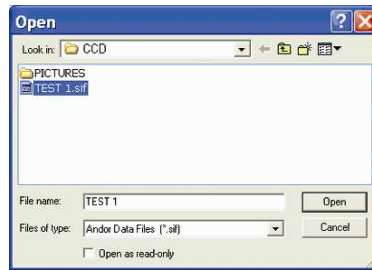 Open
Look in: CCD
PICTURES
TEST 1.sif
File name: TEST 1 Open
Files of type: Andor Data Files (*.sif) Cancel
Open as read-only